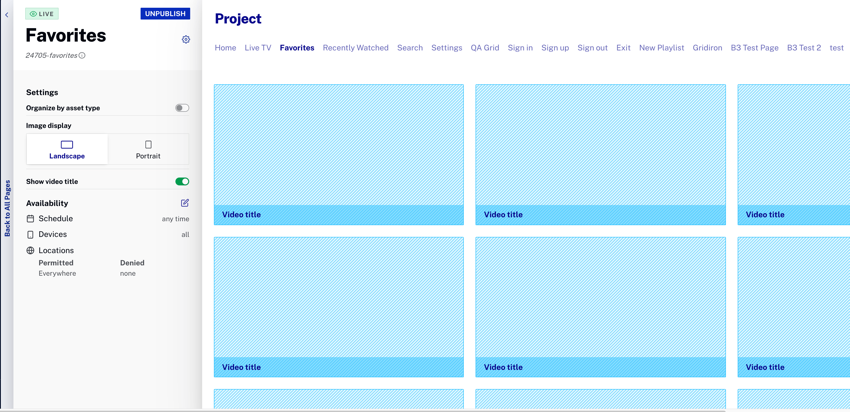 LIVE
UNPUBLISH
Favorites
24705-favorites
Settings
Organize by asset type
Image display
Landscape
Portrait
Show video title
Availability
Schedule any time
Devices all
Locations
Permitted Denied
Everywhere none
Back to All Pages
Project
Home Live TV Favorites Recently Watched Search Settings QA Grid Sign in Sign up Sign out Exit New Playlist Gridiron B3 Test Page B3 Test 2 test
Video title Video title Video title
Video title Video title Video title